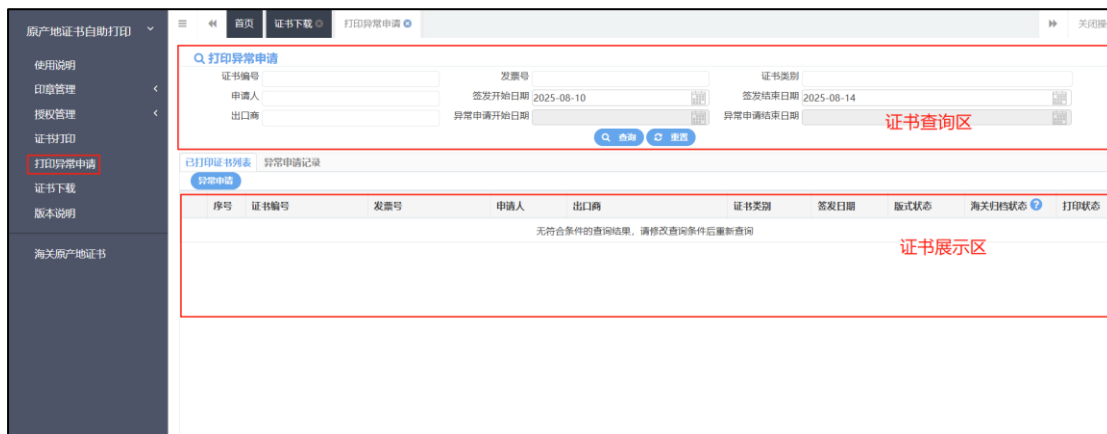 原产地证书自助打印
使用说明
印章管理
授权管理
证书打印
打印异常申请
证书下载
版本说明
海关原产地证书
首页 证书下载 打印异常申请 关闭操
打印异常申请
证书编号 发票号 证书类别
申请人 签发开始日期 2025-08-10 签发结束日期 2025-08-14
出口商 异常申请开始日期 异常申请结束日期
证书查询区
查询 重置
已打印证书列表 异常申请记录
异常申请
序号 证书编号 发票号 申请人 出口商 证书类别 签发日期 版式状态 海关归档状态 打印状态
无符合条件的查询结果，请修改查询条件后重新查询
证书展示区